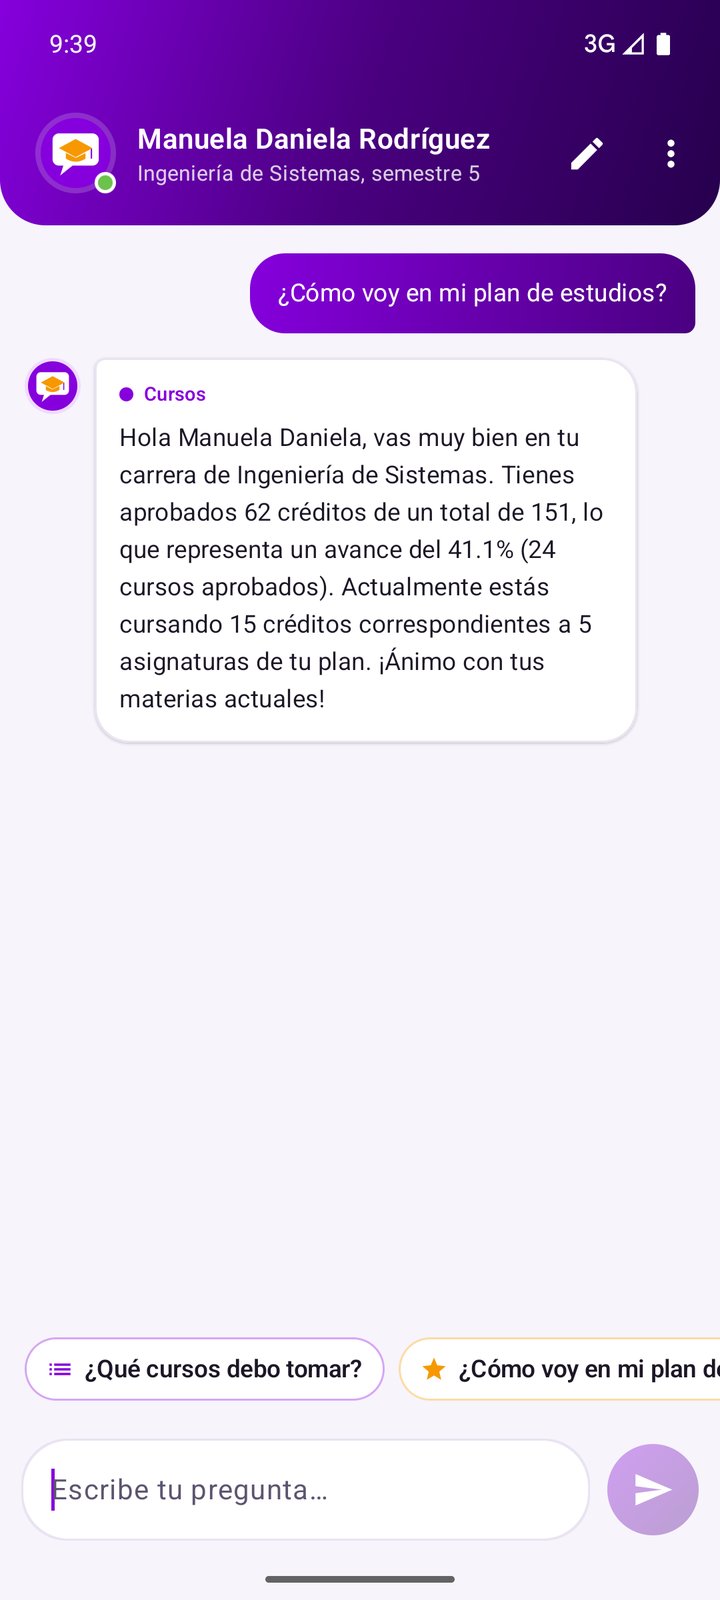 9:39
3G
Manuela Daniela Rodríguez
Ingeniería de Sistemas, semestre 5
¿Cómo voy en mi plan de estudios?
Cursos
Hola Manuela Daniela, vas muy bien en tu
carrera de Ingeniería de Sistemas. Tienes
aprobados 62 créditos de un total de 151, lo
que representa un avance del 41.1% (24
cursos aprobados). Actualmente estás
cursando 15 créditos correspondientes a 5
asignaturas de tu plan. ¡Ánimo con tus
materias actuales!
¿Qué cursos debo tomar?
¿Cómo voy en mi plan de
Escribe tu pregunta...